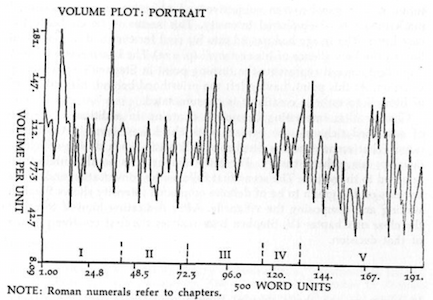 VOLUME PLOT: PORTRAIT
VOLUME PER UNIT
181.
147.
112.
77.3
42.7
8.00
I II III IV V
1.00 24.8 48.5 72.3 96.0 120. 144. 167. 191.
500 WORD UNITS
NOTE: Roman numerals refer to chapters.